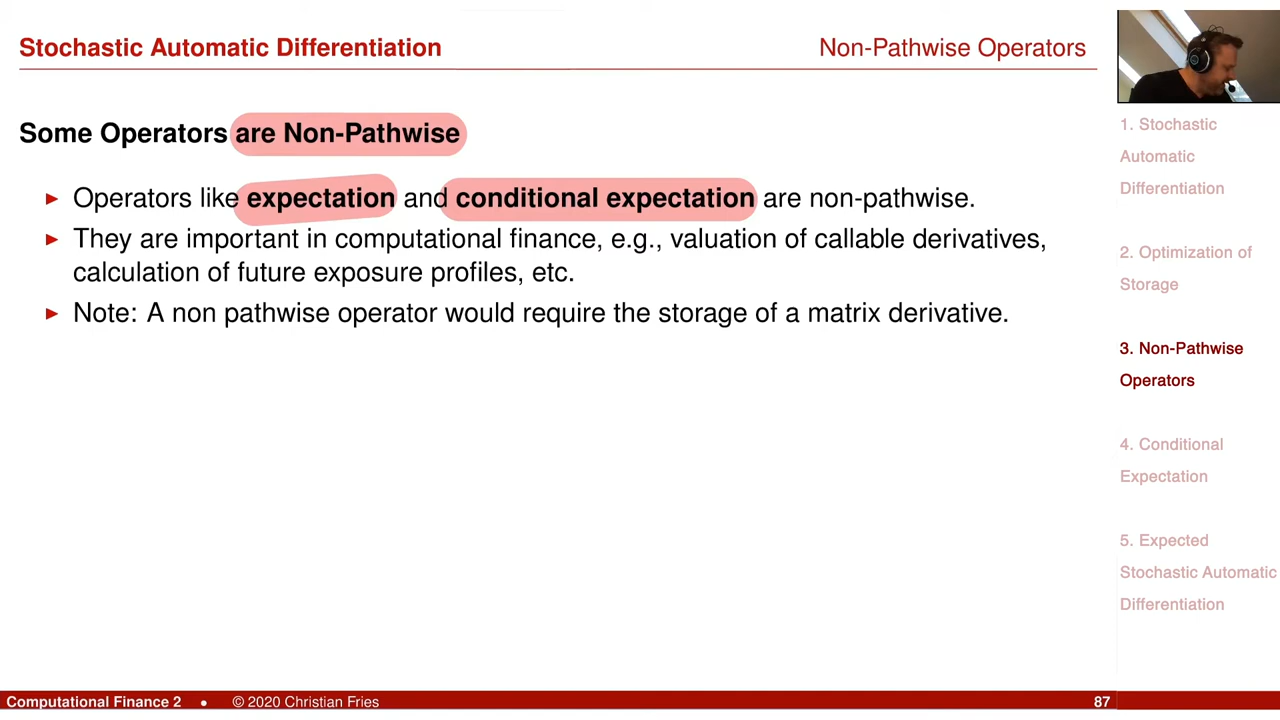 Stochastic Automatic Differentiation
Non-Pathwise Operators
Some Operators are Non-Pathwise
► Operators like expectation and conditional expectation are non-pathwise.
► They are important in computational finance, e.g., valuation of callable derivatives,
calculation of future exposure profiles, etc.
► Note: A non pathwise operator would require the storage of a matrix derivative.
1. Stochastic
Automatic
Differentiation
2. Optimization of
Storage
3. Non-Pathwise
Operators
4. Conditional
Expectation
5. Expected
Stochastic Automatic
Differentiation
Computational Finance 2 • © 2020 Christian Fries
87